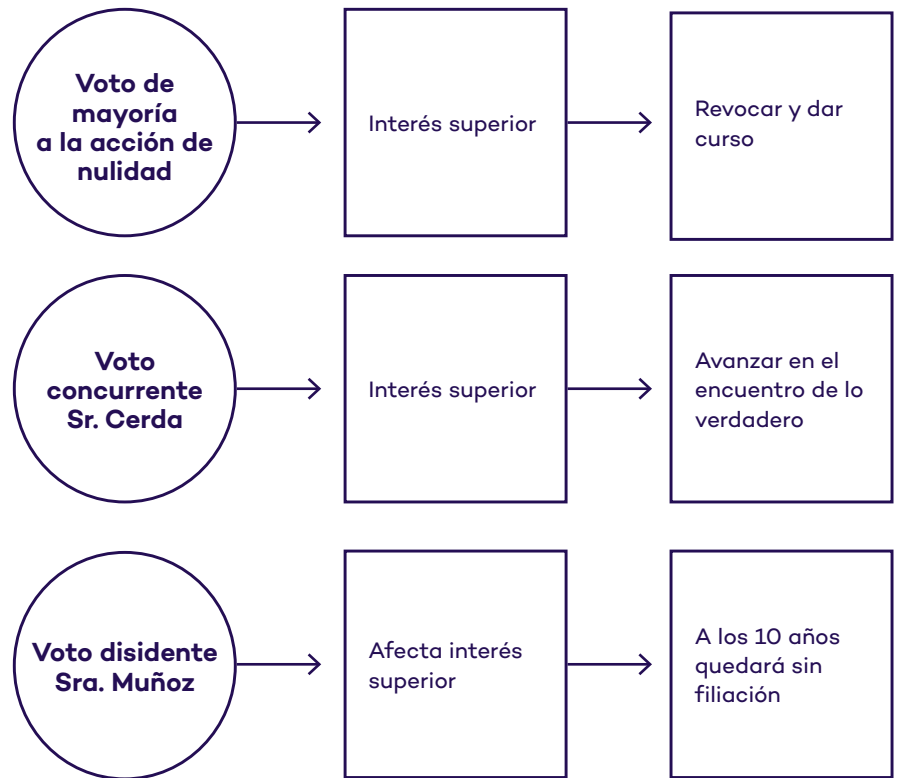 Voto de
mayoría
a la acción de
nulidad
Interés superior
Revocar y dar
curso
Voto
concurrente
Sr. Cerda
Interés superior
Avanzar en el
encuentro de lo
verdadero
Voto disidente
Sra. Muñoz
Afecta interés
superior
A los 10 años
quedará sin
filiación